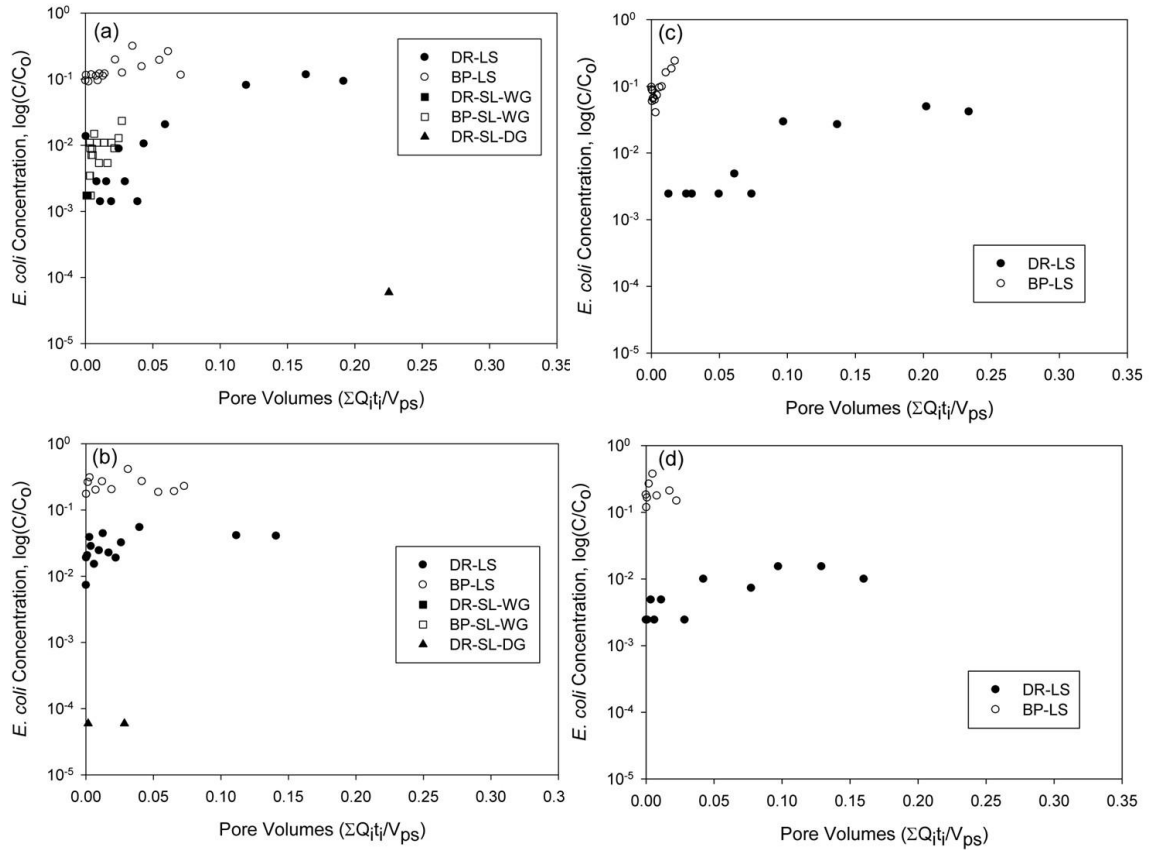 (a)
E. coli Concentration, log(C/Co)
10⁰
10⁻¹
10⁻²
10⁻³
10⁻⁴
10⁻⁵
DR-LS
BP-LS
DR-SL-WG
BP-SL-WG
DR-SL-DG
0.00 0.05 0.10 0.15 0.20 0.25 0.30 0.35
Pore Volumes (ΣQiti/Vps)
(c)
E. coli Concentration, log(C/Co)
10⁰
10⁻¹
10⁻²
10⁻³
10⁻⁴
10⁻⁵
DR-LS
BP-LS
0.00 0.05 0.10 0.15 0.20 0.25 0.30 0.35
Pore Volumes (ΣQiti/Vps)
(b)
E. coli Concentration, log(C/Co)
10⁰
10⁻¹
10⁻²
10⁻³
10⁻⁴
10⁻⁵
DR-LS
BP-LS
DR-SL-WG
BP-SL-WG
DR-SL-DG
0.00 0.05 0.10 0.15 0.20 0.25 0.30 0.35
Pore Volumes (ΣQiti/Vps)
(d)
E. coli Concentration, log(C/Co)
10⁰
10⁻¹
10⁻²
10⁻³
10⁻⁴
10⁻⁵
DR-LS
BP-LS
0.00 0.05 0.10 0.15 0.20 0.25 0.30 0.35
Pore Volumes (ΣQiti/Vps)